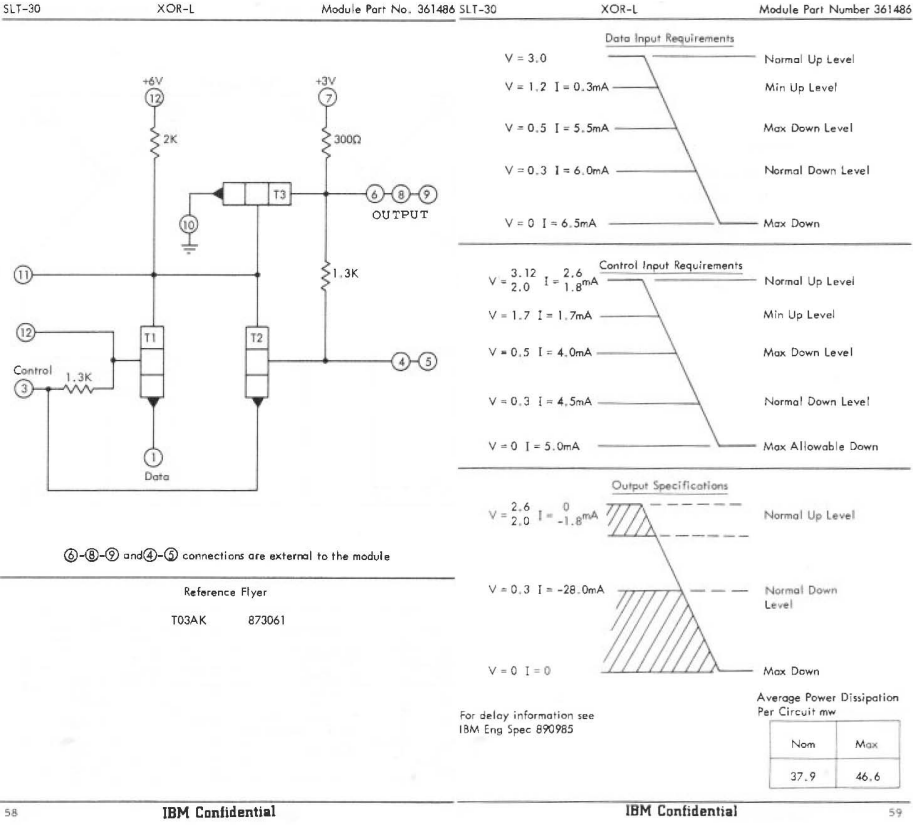 SLT-30 XOR-L Module Part No. 361486
+6V
12
2K
+3V
7
300Ω
T3
6 8 9
OUTPUT
10
11
1.3K
12
T1
T2
4 5
Control
3
1.3K
1
Data
6-8-9 and 4-5 connections are external to the module
Reference Flyer
T03AK 873061
58 IBM Confidential
SLT-30 XOR-L Module Part Number 361486
Data Input Requirements
V = 3.0 Normal Up Level
V = 1.2 I = 0.3mA Min Up Level
V = 0.5 I = 5.5mA Max Down Level
V = 0.3 I = 6.0mA Normal Down Level
V = 0 I = 6.5mA Max Down
Control Input Requirements
V = 3.12 2.0 I = 2.6 1.8 mA Normal Up Level
V = 1.7 I = 1.7mA Min Up Level
V = 0.5 I = 4.0mA Max Down Level
V = 0.3 I = 4.5mA Normal Down Level
V = 0 I = 5.0mA Max Allowable Down
Output Specifications
V = 2.6 2.0 I = 0 -1.8 mA Normal Up Level
V = 0.3 I = -28.0mA Normal Down
Level
V = 0 I = 0 Max Down
For delay information see
IBM Eng Spec 890985
Average Power Dissipation
Per Circuit mw
Nom Max
37.9 46.6
IBM Confidential 59